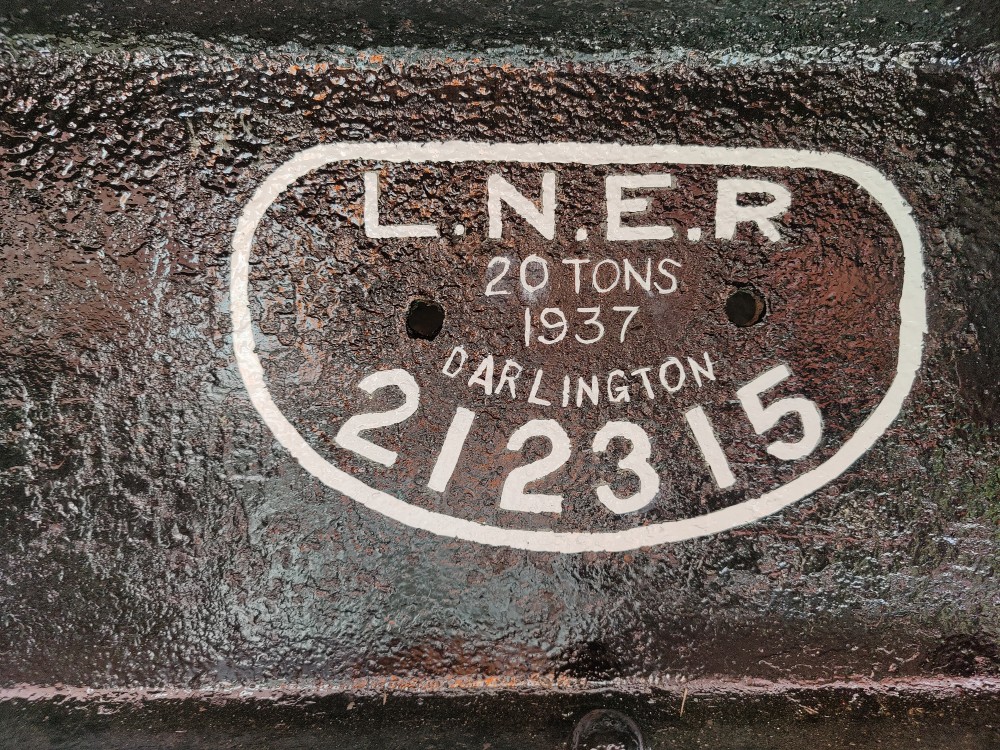 L.N.E.R
20 TONS
1937
DARLINGTON
212315